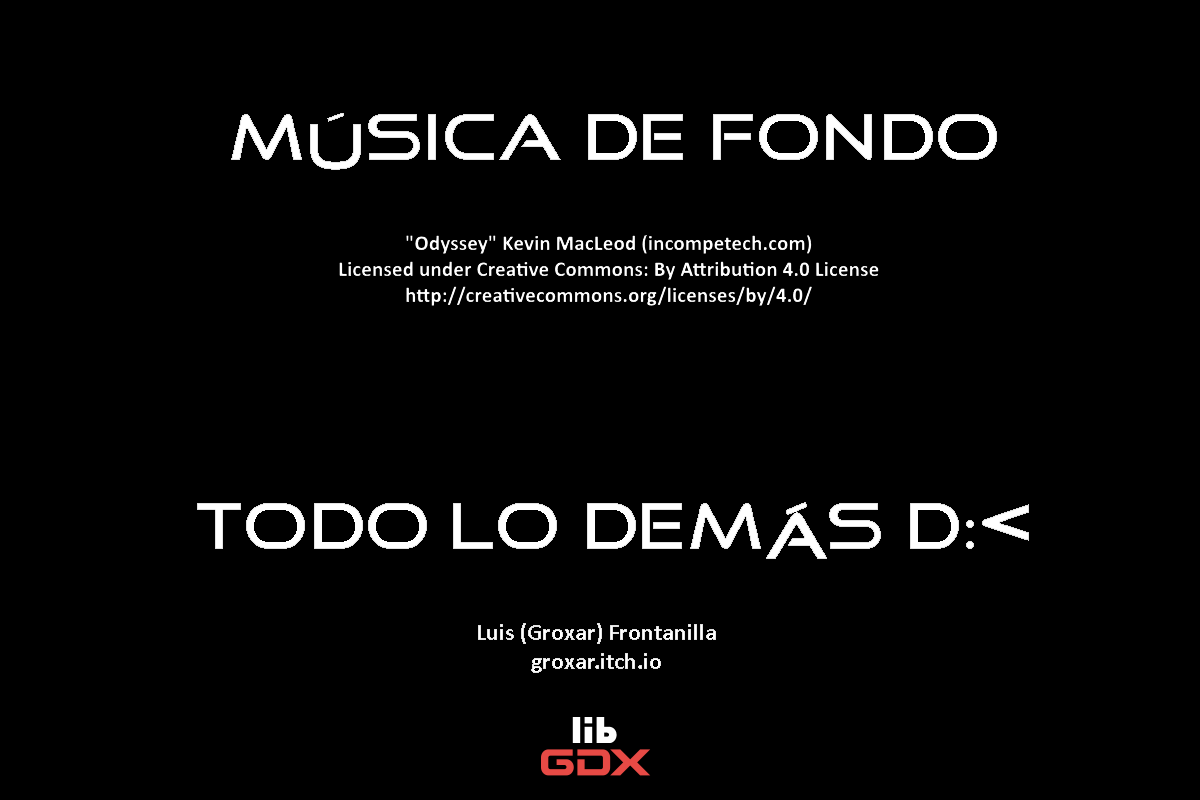 MÚSICA DE FONDO
"Odyssey" Kevin MacLeod (incompetech.com)
Licensed under Creative Commons: By Attribution 4.0 License
http://creativecommons.org/licenses/by/4.0/
TODO LO DEMÁS D:<
Luis (Groxar) Frontanilla
groxar.itch.io
lib
GDX